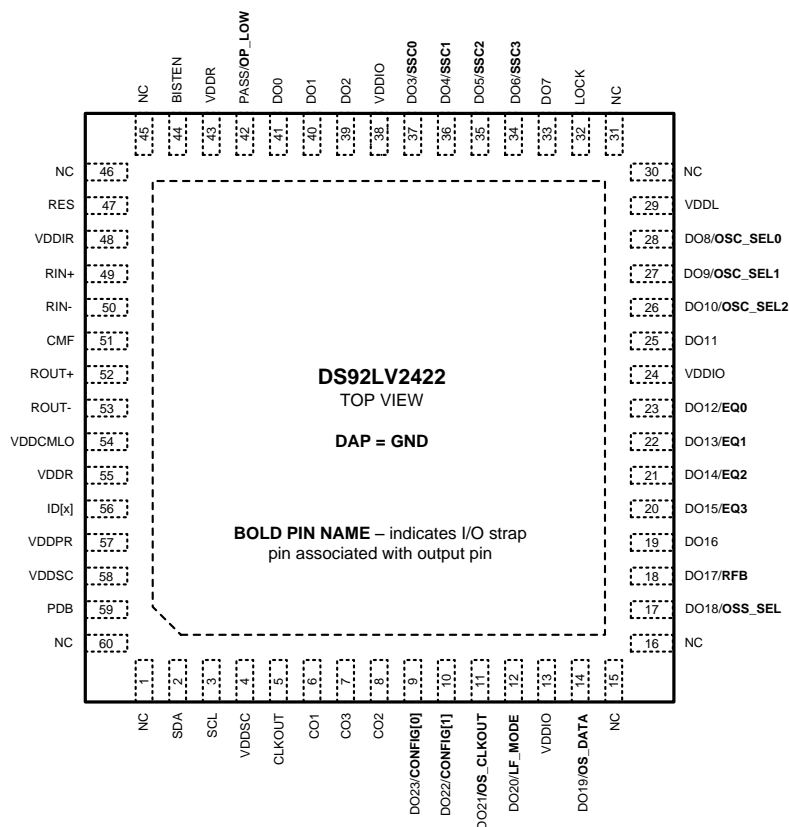 NC
BISTEN
VDDR
PASS/OP_LOW
DO0
DO1
DO2
VDDIO
DO3/SSC0
DO4/SSC1
DO5/SSC2
DO6/SSC3
DO7
LOCK
NC
45
44
43
42
41
40
39
38
37
36
35
34
33
32
31
NC 46
RES 47
VDDIR 48
RIN+ 49
RIN- 50
CMF 51
ROUT+ 52
ROUT- 53
VDDCMLO 54
VDDR 55
ID[x] 56
VDDPR 57
VDDSC 58
PDB 59
NC 60
DS92LV2422
TOP VIEW
DAP = GND
BOLD PIN NAME – indicates I/O strap
pin associated with output pin
30 NC
29 VDDL
28 DO8/OSC_SEL0
27 DO9/OSC_SEL1
26 DO10/OSC_SEL2
25 DO11
24 VDDIO
23 DO12/EQ0
22 DO13/EQ1
21 DO14/EQ2
20 DO15/EQ3
19 DO16
18 DO17/RFB
17 DO18/OSS_SEL
16 NC
1
2
3
4
5
6
7
8
9
10
11
12
13
14
15
NC
SDA
SCL
VDDSC
CLKOUT
CO1
CO3
CO2
DO23/CONFIG[0]
DO22/CONFIG[1]
DO21/OS_CLKOUT
DO20/LF_MODE
VDDIO
DO19/OS_DATA
NC